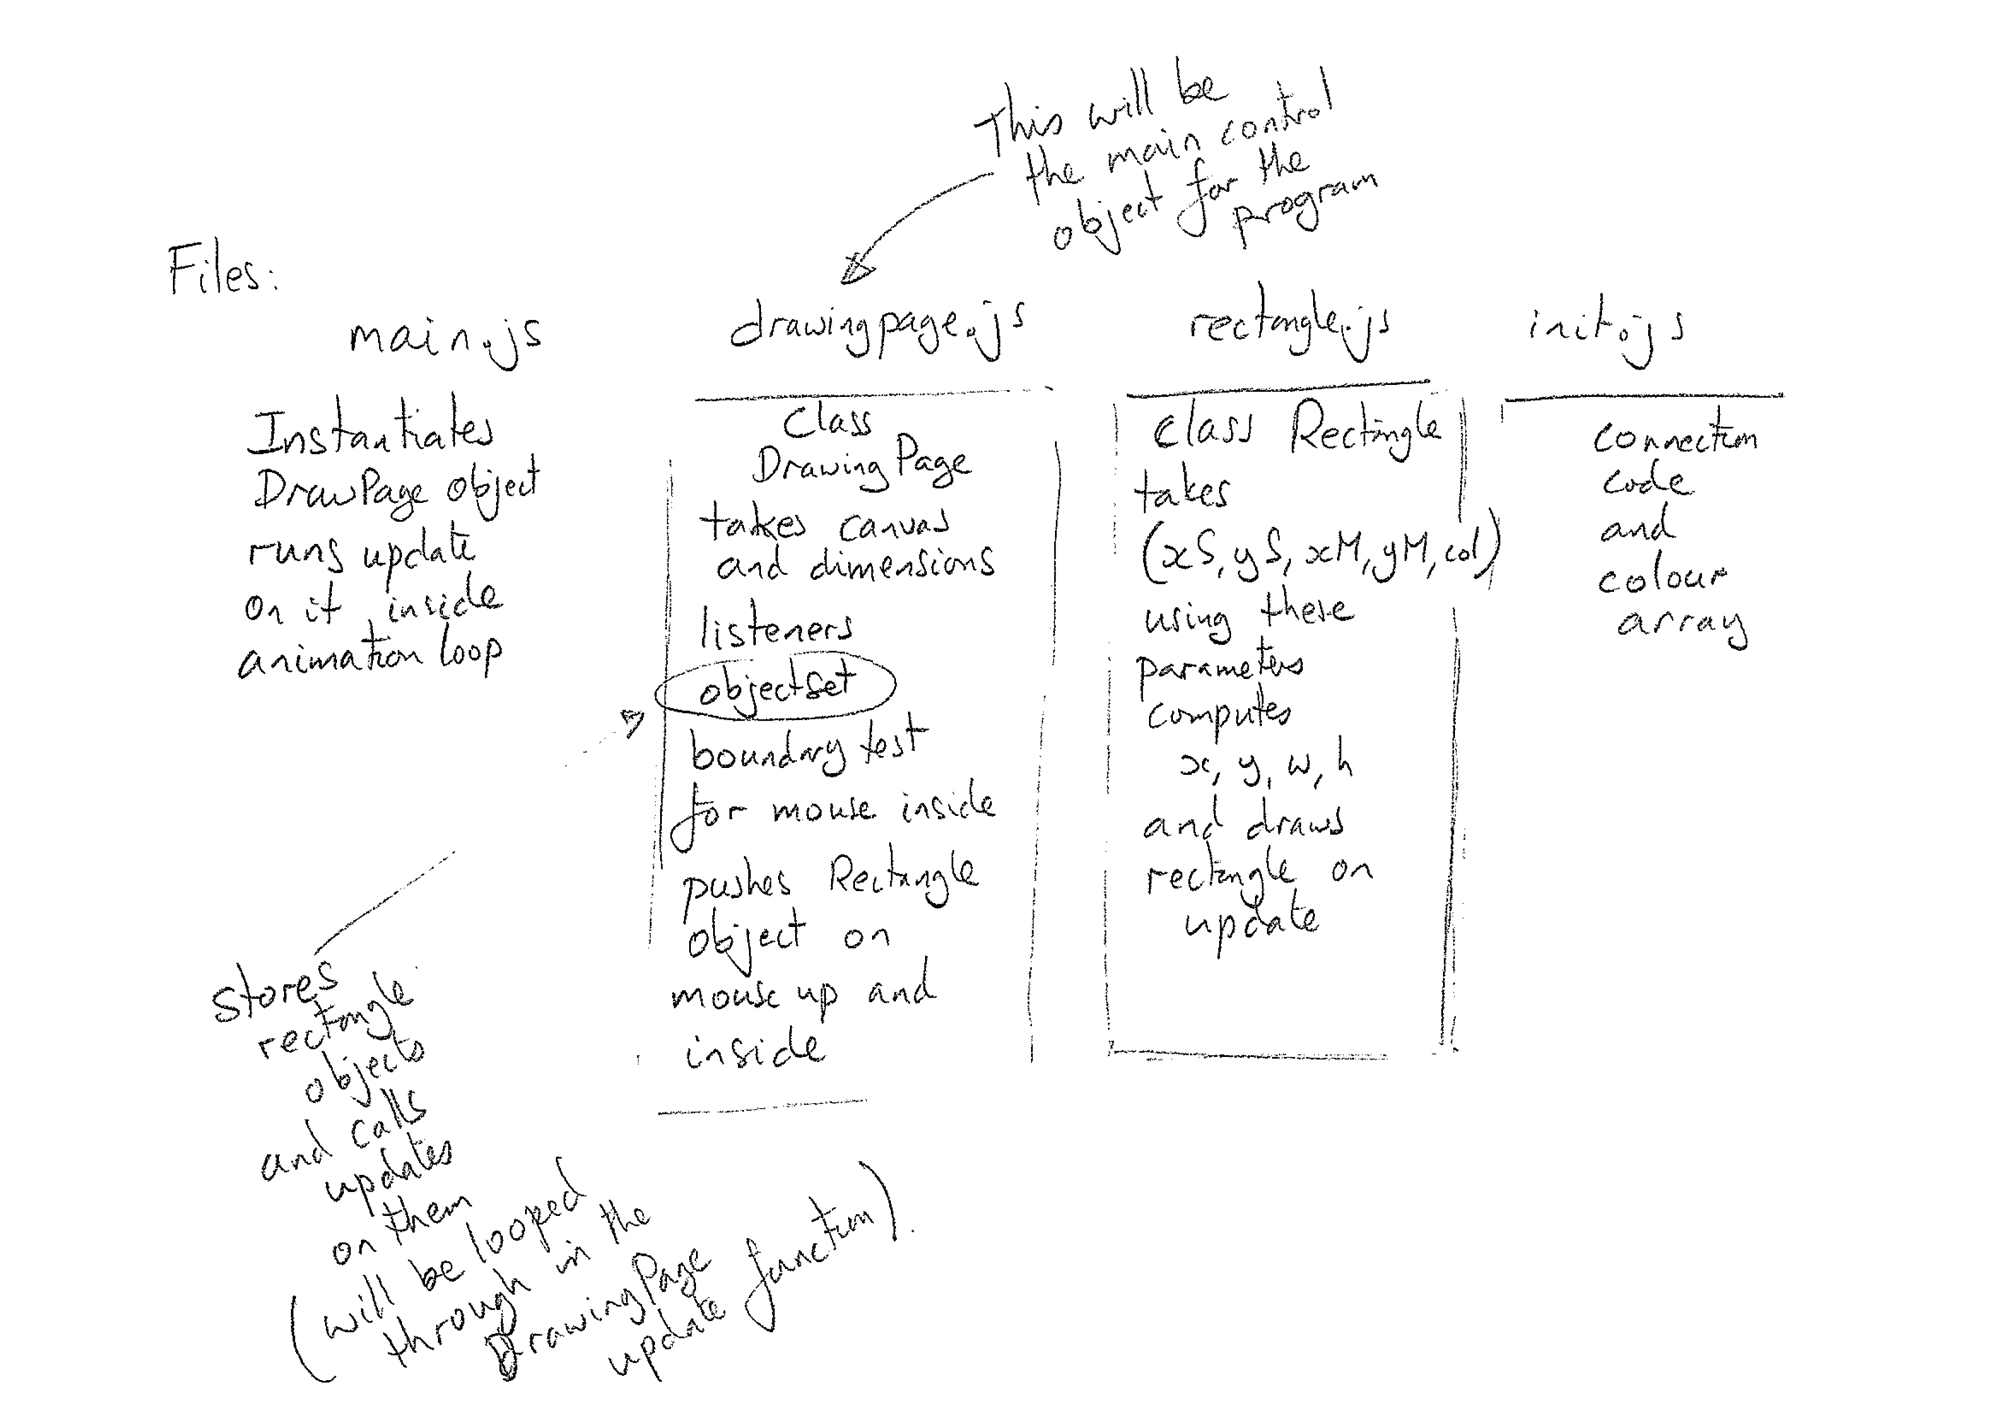 This will be
the main control
object for the
program
Files:
main.js
Instantiates
DrawPage object
runs update
on it inside
animation loop
drawingpage.js
Class
DrawingPage
takes canvas
and dimensions
listeners
objectSet
boundary test
for mouse inside
pushes Rectangle
object on
mouse up and
inside
rectangle.js
class Rectangle
takes
(xS, yS, xM, yM, col)
using these
parameters
computes
x, y, w, h
and draws
rectangle on
update
init.js
connection
code
and
colour
array
stores
rectangle
objects
and calls
updates
on them
(will be looped
through in the
DrawingPage
update function).